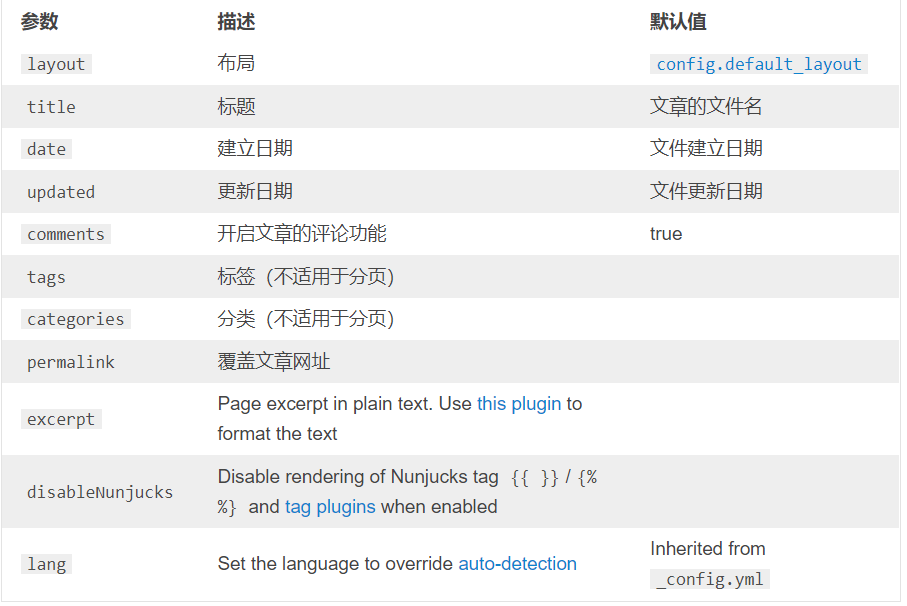 参数 描述 默认值
layout 布局 config.default_layout
title 标题 文章的文件名
date 建立日期 文件建立日期
updated 更新日期 文件更新日期
comments 开启文章的评论功能 true
tags 标签（不适用于分页）
categories 分类（不适用于分页）
permalink 覆盖文章网址
excerpt Page excerpt in plain text. Use this plugin to
format the text
disableNunjucks Disable rendering of Nunjucks tag {{ }} / {%
%} and tag plugins when enabled
lang Set the language to override auto-detection Inherited from
_config.yml